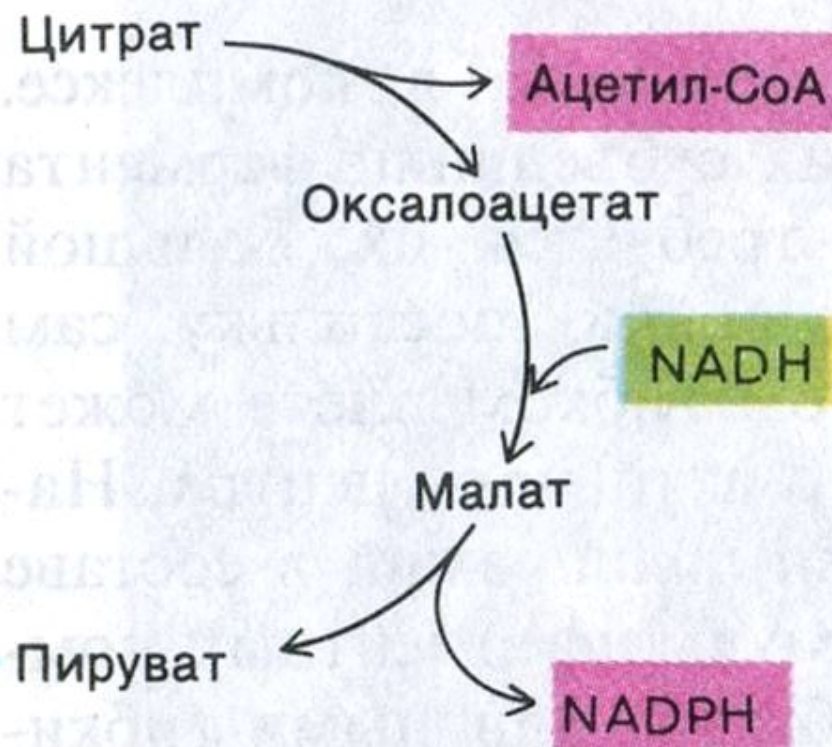 Цитрат
Ацетил-CoA
Оксалоацетат
NADH
Малат
Пируват
NADPH